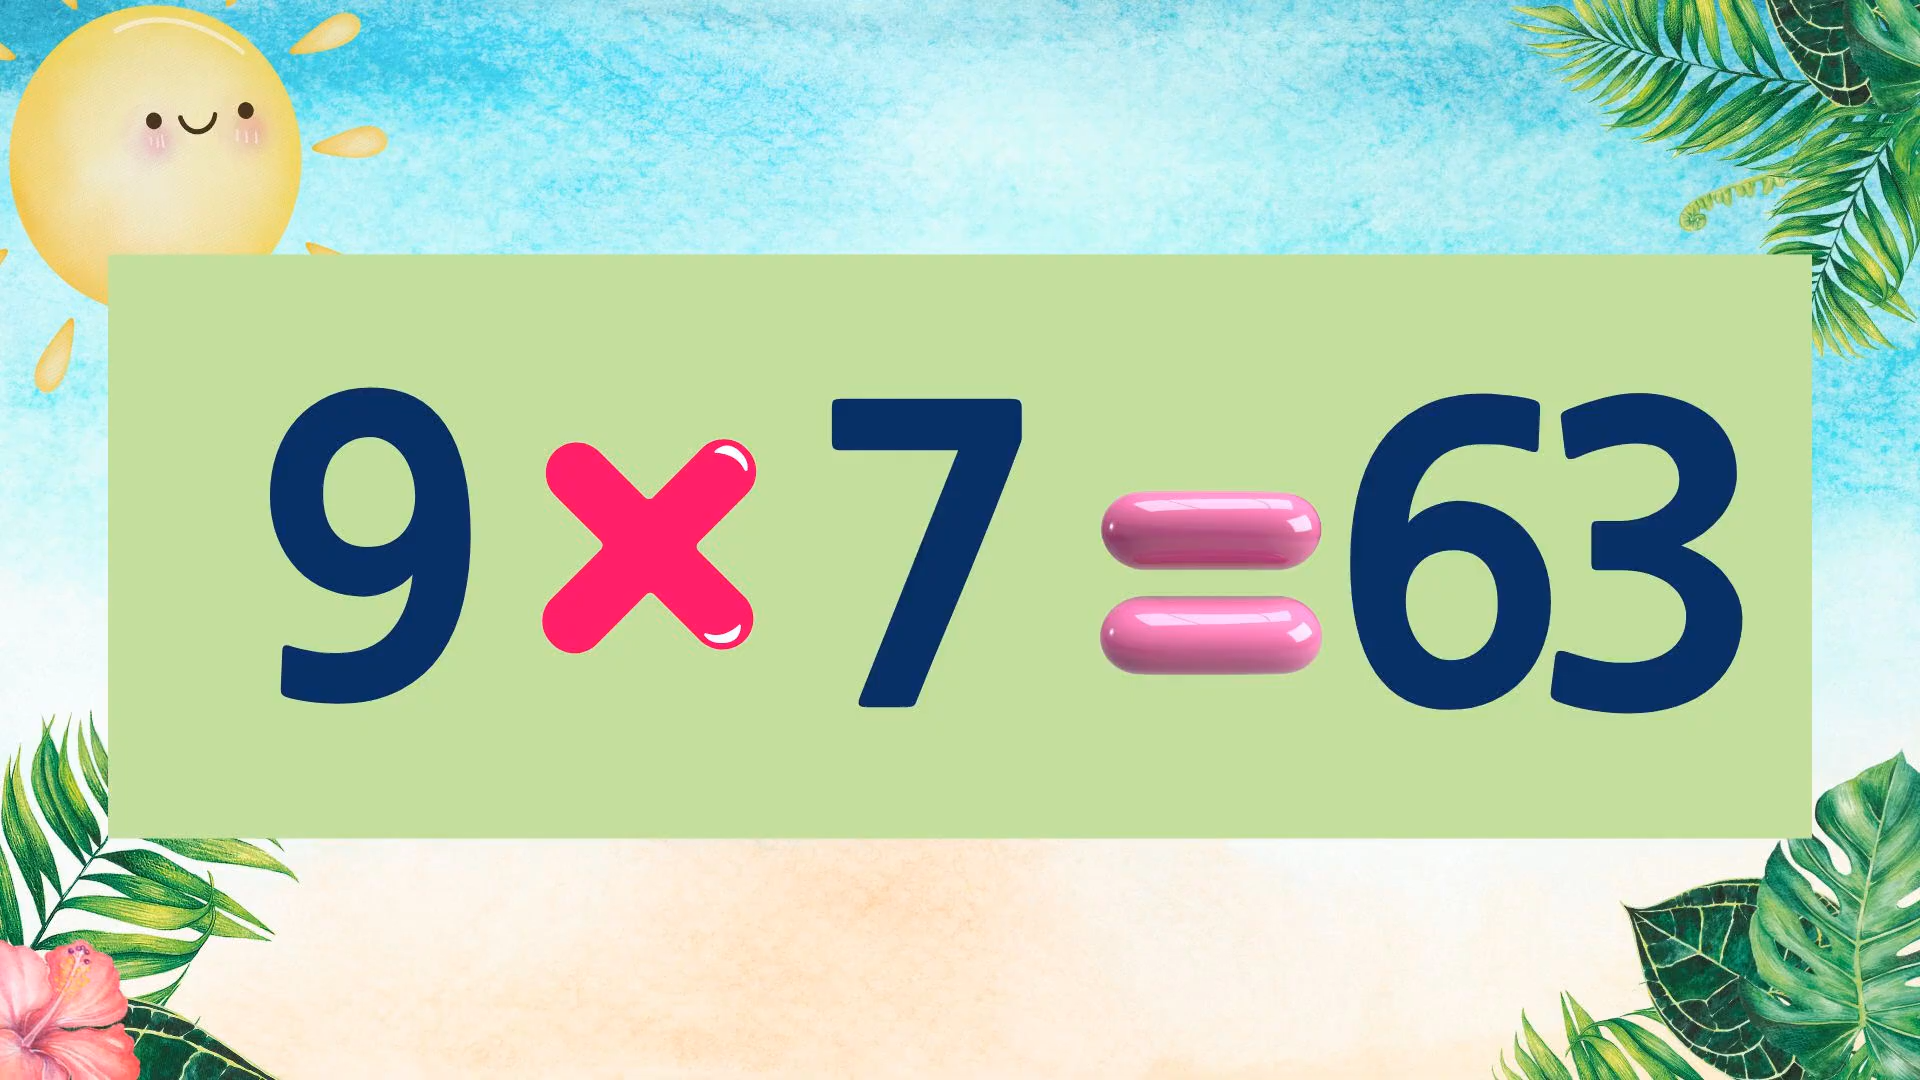 9 × 7 = 63